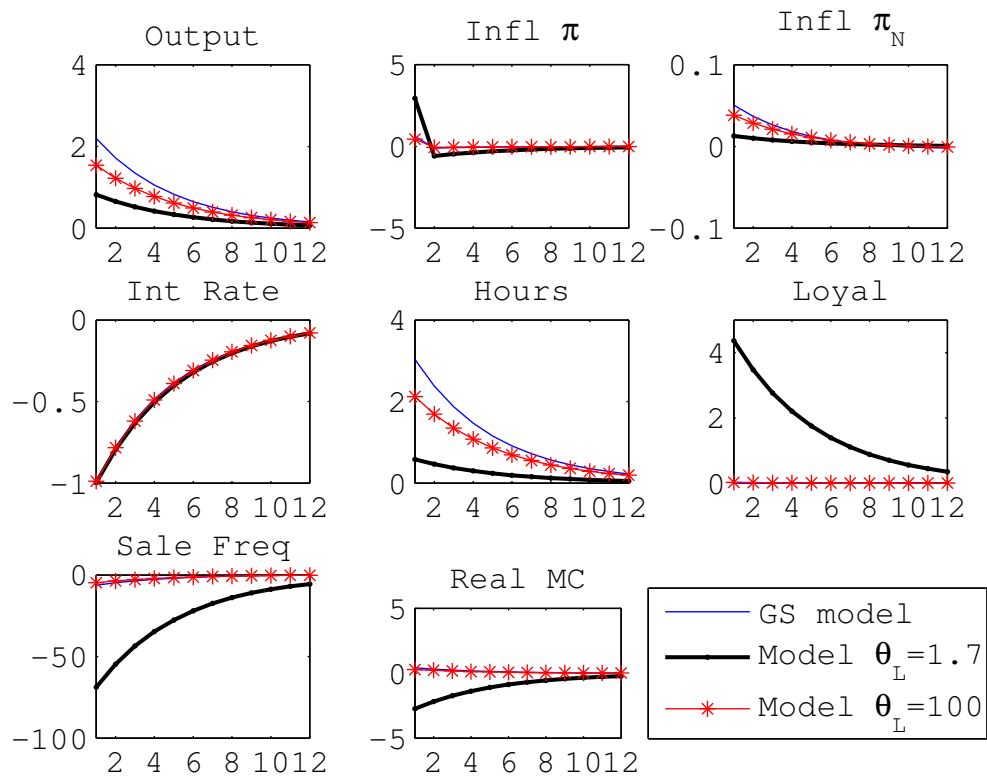 Output
Infl π
Infl π_N
4
2
0
2 4 6 8 1012
5
0
−5
2 4 6 8 1012
0.1
0
−0.1
2 4 6 8 1012
Int Rate
Hours
Loyal
0
−0.5
−1
2 4 6 8 1012
4
2
0
2 4 6 8 1012
4
2
0
2 4 6 8 1012
Sale Freq
Real MC
0
−50
−100
2 4 6 8 1012
5
0
−5
2 4 6 8 1012
GS model
Model θ_L=1.7
Model θ_L=100